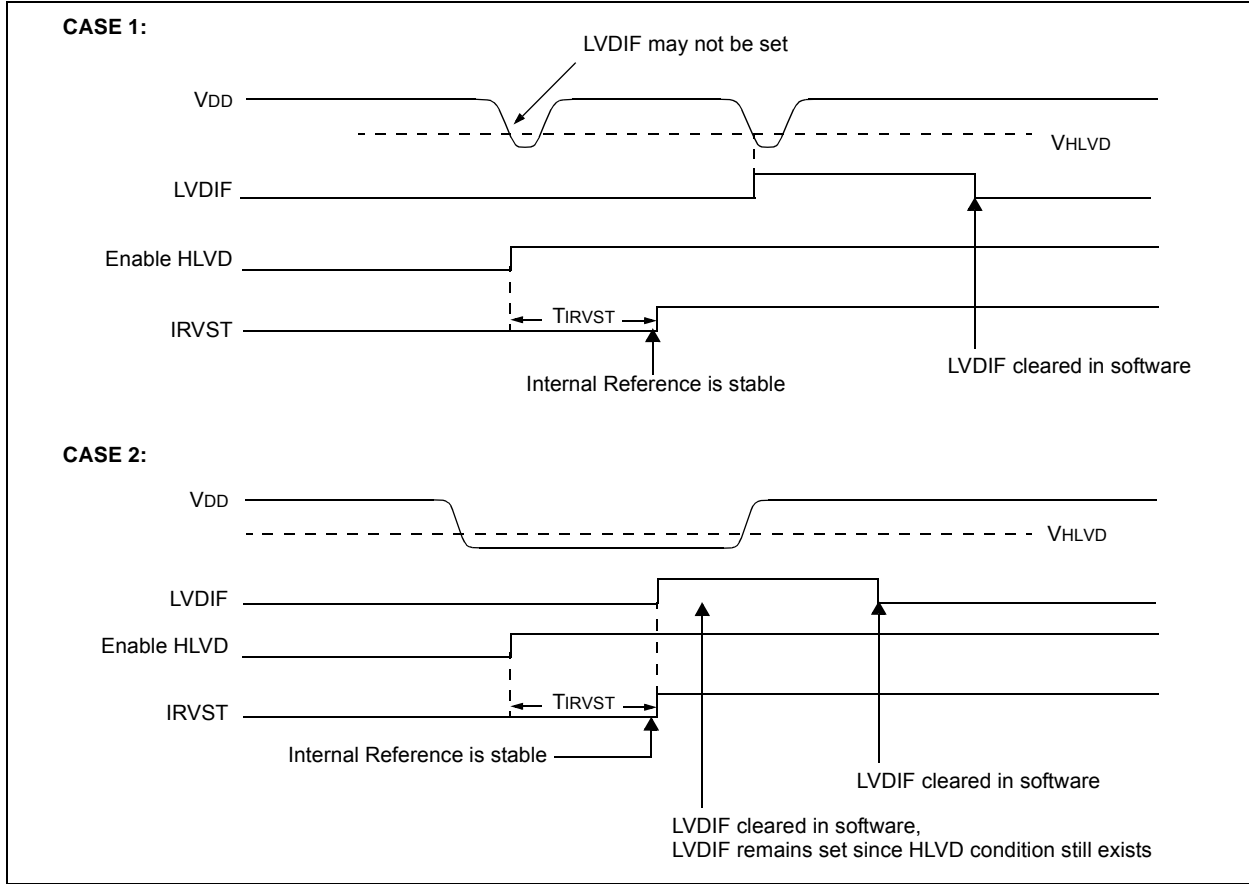 CASE 1:
LVDIF may not be set
VDD
VHLVD
LVDIF
Enable HLVD
TIRVST
IRVST
Internal Reference is stable
LVDIF cleared in software
CASE 2:
VDD
VHLVD
LVDIF
Enable HLVD
TIRVST
IRVST
Internal Reference is stable
LVDIF cleared in software
LVDIF cleared in software,
LVDIF remains set since HLVD condition still exists